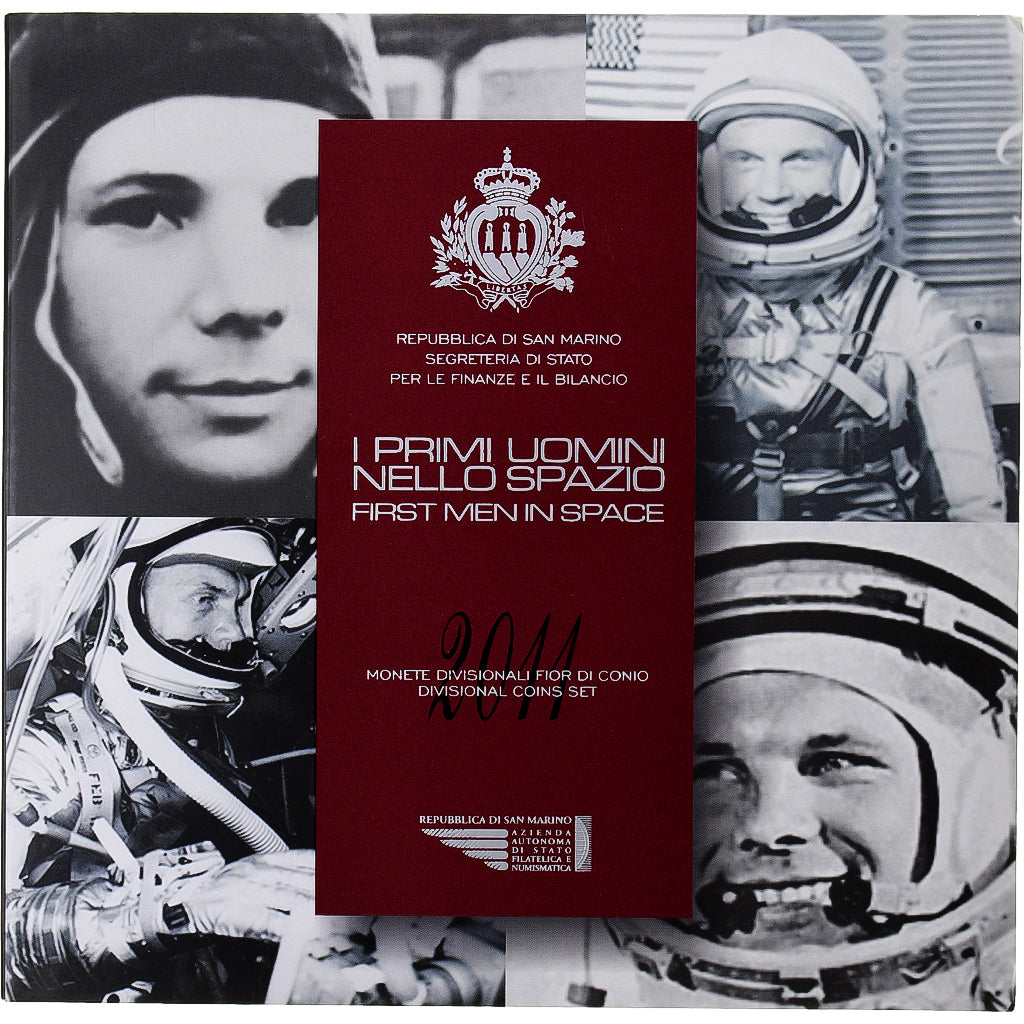 LIBERTAS
REPUBBLICA DI SAN MARINO
SEGRETERIA DI STATO
PER LE FINANZE E IL BILANCIO
I PRIMI UOMINI
NELLO SPAZIO
FIRST MEN IN SPACE
2011
MONETE DIVISIONALI FIOR DI CONIO
DIVISIONAL COINS SET
REPUBBLICA DI SAN MARINO
AZIENDA
AUTONOMA
DI STATO
FILATELICA E
NUMISMATICA